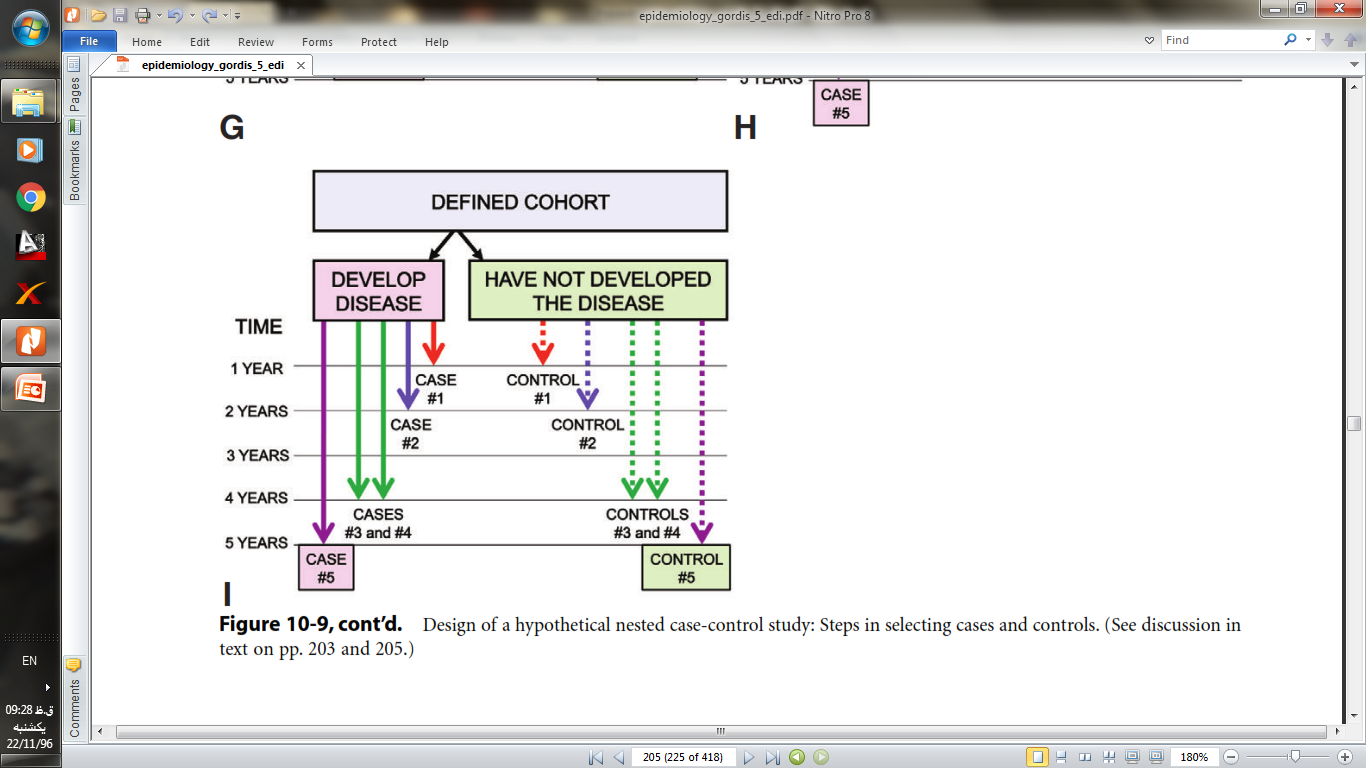 epidemiology_gordis_5_edi.pdf - Nitro Pro 8
File Home Edit Review Forms Protect Help
Find
epidemiology_gordis_5_edi
Pages
Bookmarks
Comments
5 YEARS
5 YEARS
CASE
#5
G
H
DEFINED COHORT
DEVELOP
DISEASE
HAVE NOT DEVELOPED
THE DISEASE
TIME
1 YEAR
CASE
#1
CONTROL
#1
2 YEARS
CASE
#2
CONTROL
#2
3 YEARS
4 YEARS
CASES
#3 and #4
CONTROLS
#3 and #4
5 YEARS
CASE
#5
CONTROL
#5
I
Figure 10-9, cont'd. Design of a hypothetical nested case-control study: Steps in selecting cases and controls. (See discussion in
text on pp. 203 and 205.)
EN
09:28 ق.ظ
یکشنبه
22/11/96
205 (225 of 418)
180%